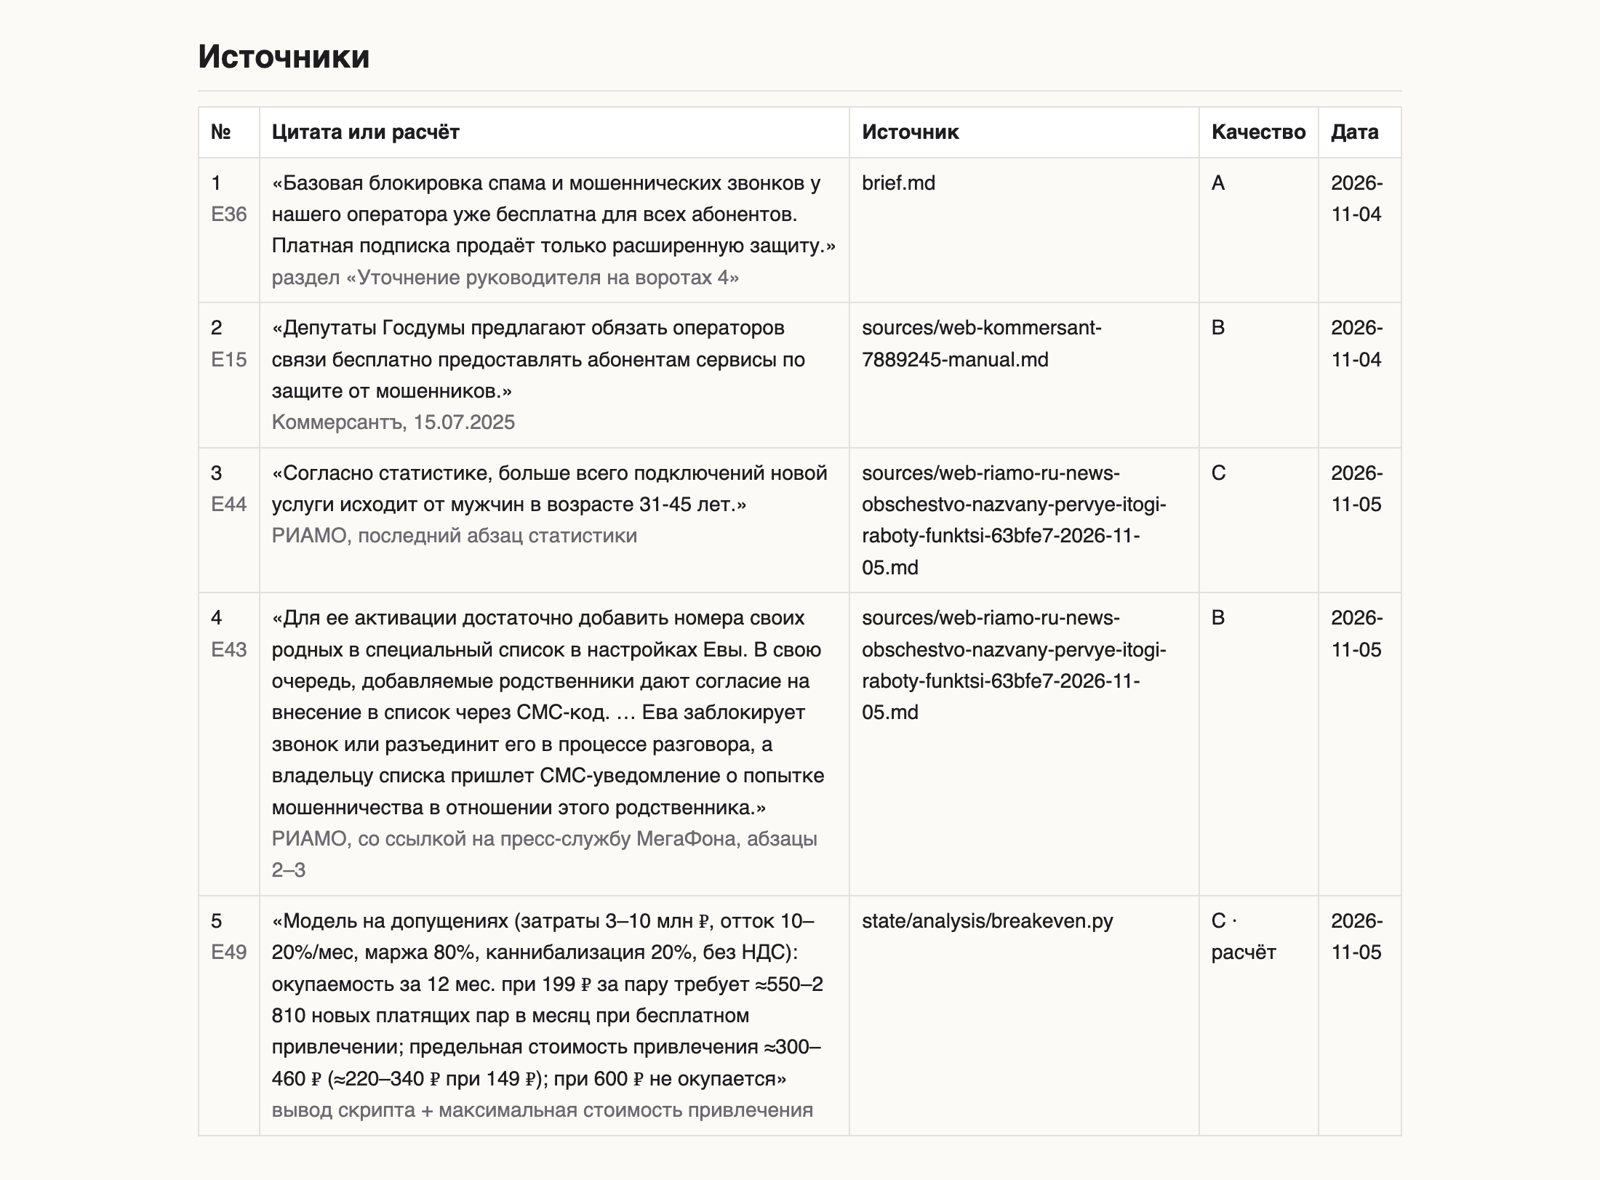 Источники
№ Цитата или расчёт Источник Качество Дата
1 «Базовая блокировка спама и мошеннических звонков у brief.md A 2026-
E36 нашего оператора уже бесплатна для всех абонентов. 11-04
Платная подписка продаёт только расширенную защиту.»
раздел «Уточнение руководителя на воротах 4»
2 «Депутаты Госдумы предлагают обязать операторов sources/web-kommersant- B 2026-
E15 связи бесплатно предоставлять абонентам сервисы по 7889245-manual.md 11-04
защите от мошенников.»
Коммерсантъ, 15.07.2025
3 «Согласно статистике, больше всего подключений новой sources/web-riamo-ru-news- C 2026-
E44 услуги исходит от мужчин в возрасте 31-45 лет.» obschestvo-nazvany-pervye-itogi- 11-05
РИАМО, последний абзац статистики raboty-funktsi-63bfe7-2026-11-
05.md
4 «Для ее активации достаточно добавить номера своих sources/web-riamo-ru-news- B 2026-
E43 родных в специальный список в настройках Евы. В свою obschestvo-nazvany-pervye-itogi- 11-05
очередь, добавляемые родственники дают согласие на raboty-funktsi-63bfe7-2026-11-
внесение в список через СМС-код. … Ева заблокирует 05.md
звонок или разъединит его в процессе разговора, а
владельцу списка пришлет СМС-уведомление о попытке
мошенничества в отношении этого родственника.»
РИАМО, со ссылкой на пресс-службу МегаФона, абзацы
2–3
5 «Модель на допущениях (затраты 3–10 млн ₽, отток 10– state/analysis/breakeven.py C · 2026-
E49 20%/мес, маржа 80%, каннибализация 20%, без НДС): расчёт 11-05
окупаемость за 12 мес. при 199 ₽ за пару требует ≈550–2
810 новых платящих пар в месяц при бесплатном
привлечении; предельная стоимость привлечения ≈300–
460 ₽ (≈220–340 ₽ при 149 ₽); при 600 ₽ не окупается»
вывод скрипта + максимальная стоимость привлечения